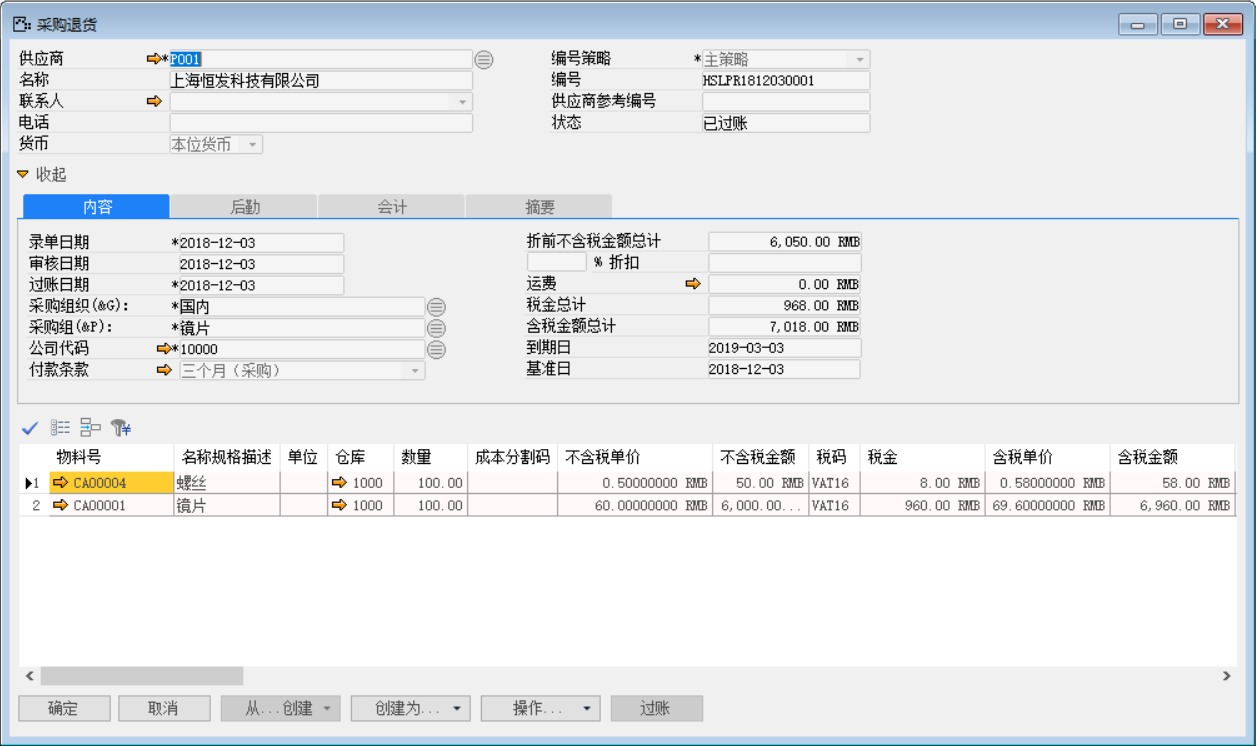 采购退货
供应商 *P001 编号策略 *主策略
名称 上海恒发科技有限公司 编号 HSLPR1812030001
联系人 供应商参考编号
电话 状态 已过账
货币 本位货币
收起
内容 后勤 会计 摘要
录单日期 *2018-12-03 折前不含税金额总计 6,050.00 RMB
审核日期 2018-12-03 % 折扣
过账日期 *2018-12-03 运费 0.00 RMB
采购组织(&G): *国内 税金总计 968.00 RMB
采购组(&P): *镜片 含税金额总计 7,018.00 RMB
公司代码 *10000 到期日 2019-03-03
付款条款 三个月(采购) 基准日 2018-12-03
物料号 名称规格描述 单位 仓库 数量 成本分割码 不含税单价 不含税金额 税码 税金 含税单价 含税金额
1 CA00004 螺丝 1000 100.00 0.50000000 RMB 50.00 RMB VAT16 8.00 RMB 0.58000000 RMB 58.00 RMB
2 CA00001 镜片 1000 100.00 60.00000000 RMB 6,000.00... VAT16 960.00 RMB 69.60000000 RMB 6,960.00 RMB
确定 取消 从...创建 创建为... 操作... 过账